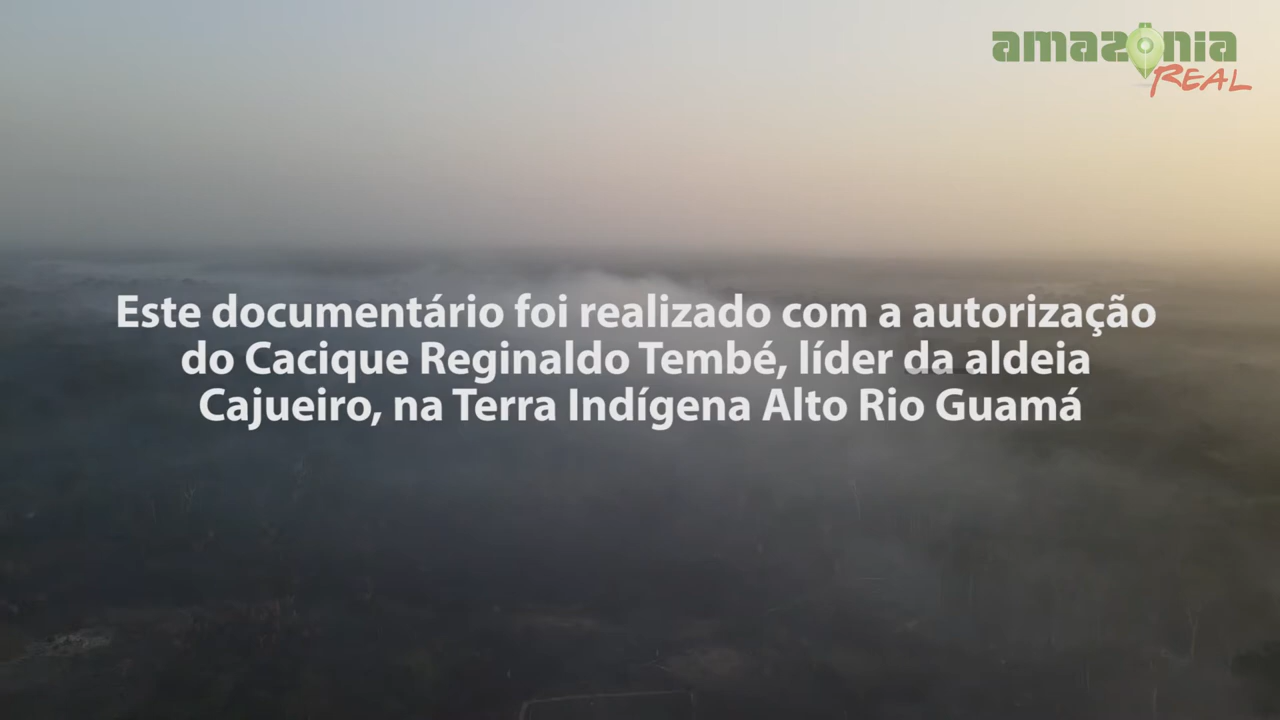 amazônia
REAL
Este documentário foi realizado com a autorização
do Cacique Reginaldo Tembé, líder da aldeia
Cajueiro, na Terra Indígena Alto Rio Guamá